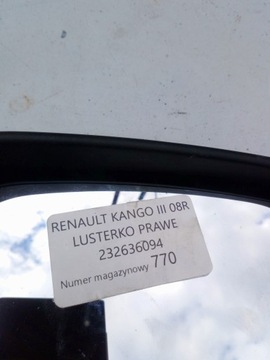 RENAULT KANGO III 08R
LUSTERKO PRAWE
232636094
Numer magazynowy 770